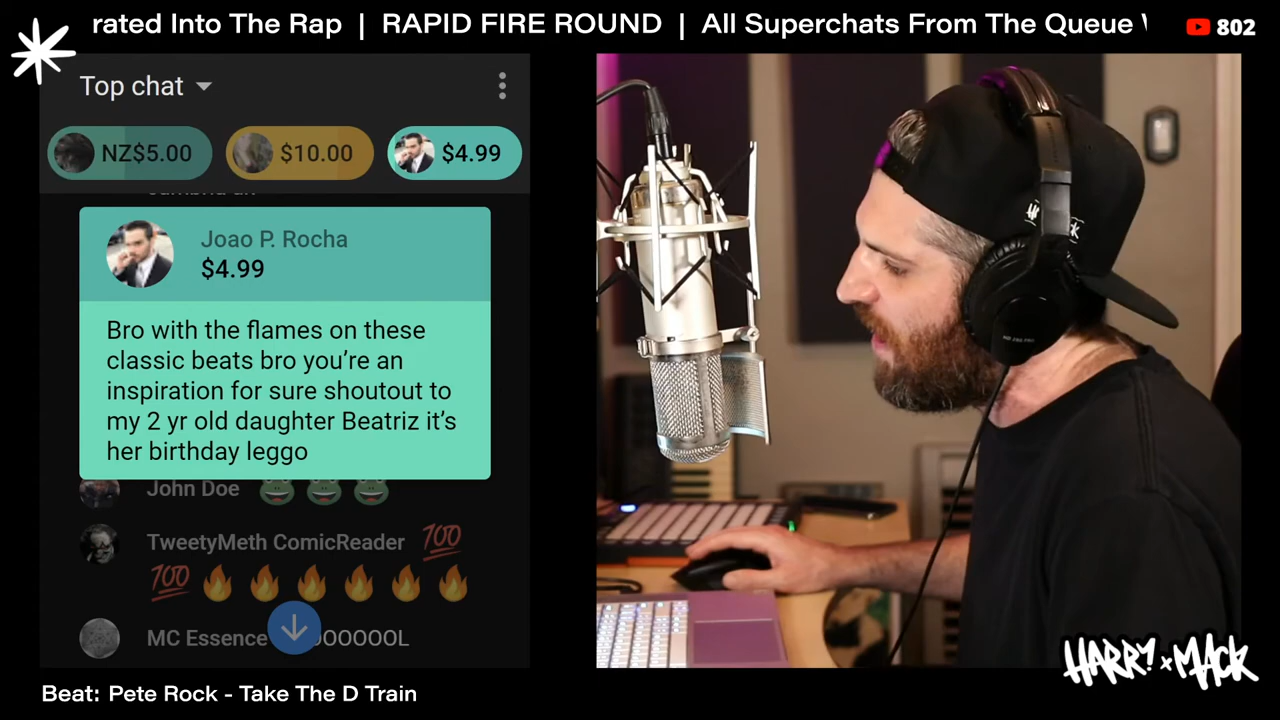 rated Into The Rap | RAPID FIRE ROUND | All Superchats From The Queue
802
Top chat
NZ$5.00
$10.00
$4.99
Joao P. Rocha
$4.99
Bro with the flames on these
classic beats bro you’re an
inspiration for sure shoutout to
my 2 yr old daughter Beatriz it’s
her birthday leggo
John Doe
TweetyMeth ComicReader 💯
💯 🔥 🔥 🔥 🔥 🔥 🔥
MC Essence OOOOOL
HARRY x MACK
Beat: Pete Rock - Take The D Train